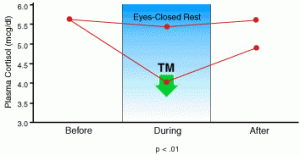 6.0
5.5
5.0
4.5
4.0
3.5
3.0
Plasma Cortisol (mcg/dl)
Eyes-Closed Rest
TM
Before During After
p < .01